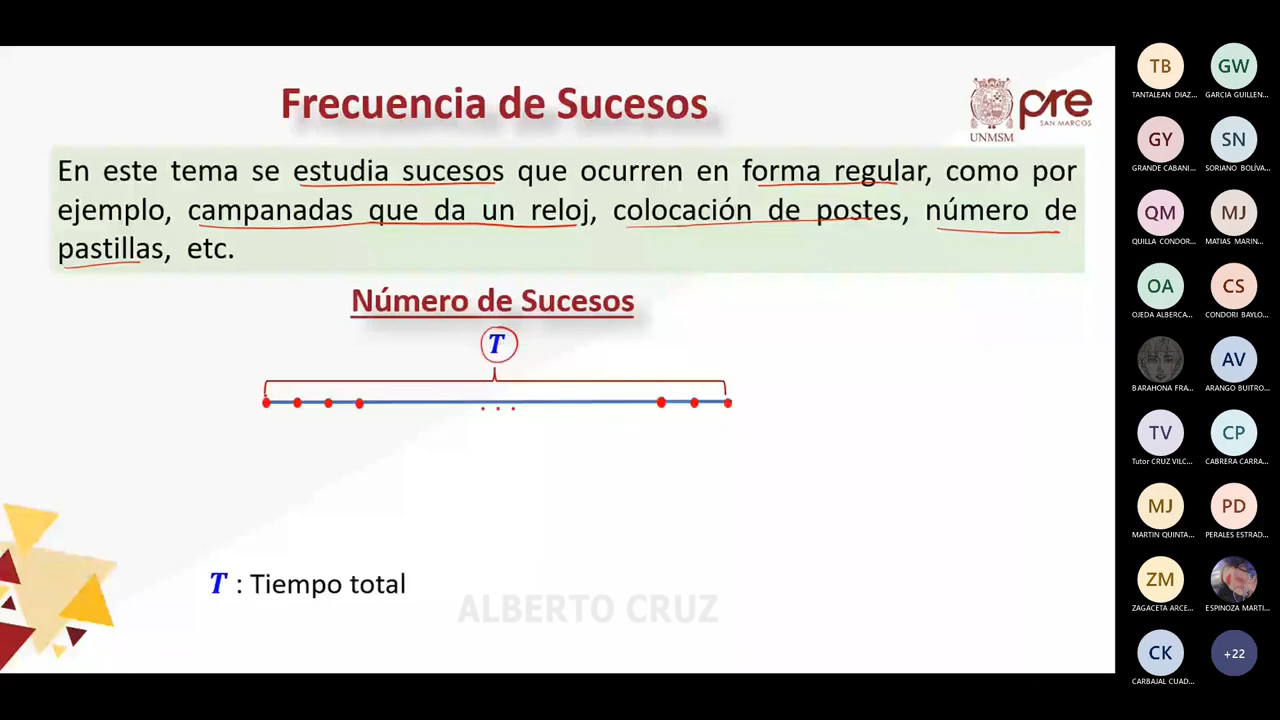 Frecuencia de Sucesos
UNMSM
pre
SAN MARCOS
En este tema se estudia sucesos que ocurren en forma regular, como por
ejemplo, campanadas que da un reloj, colocación de postes, número de
pastillas, etc.
Número de Sucesos
T
. . .
T : Tiempo total
ALBERTO CRUZ
TB GW
TANTALEAN DIAZ... GARCIA GUILLEN...
GY SN
GRANDE CABANI... SORIANO BOLÍVA...
QM MJ
QUILLA CONDOR... MATIAS MARIN...
OA CS
OJEDA ALBERCA... CONDORI BAYLO...
AV
BARAHONA FRA... ARANGO BUITRO...
TV CP
Tutor CRUZ VILC... CABRERA CARRA...
MJ PD
MARTIN QUINTA... PERALES ESTRAD...
ZM
ZAGACETA ARCE... ESPINOZA MARTI...
CK +22
CARBAJAL CUAD...